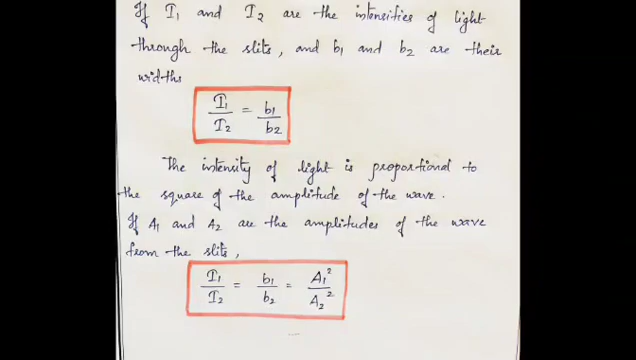 If I1 and I2 are the intensities of light
through the slits, and b1 and b2 are their
widths
I1/I2 = b1/b2
The intensity of light is proportional to
the square of the amplitude of the wave.
If A1 and A2 are the amplitudes of the wave
from the slits,
I1/I2 = b1/b2 = A1²/A2²